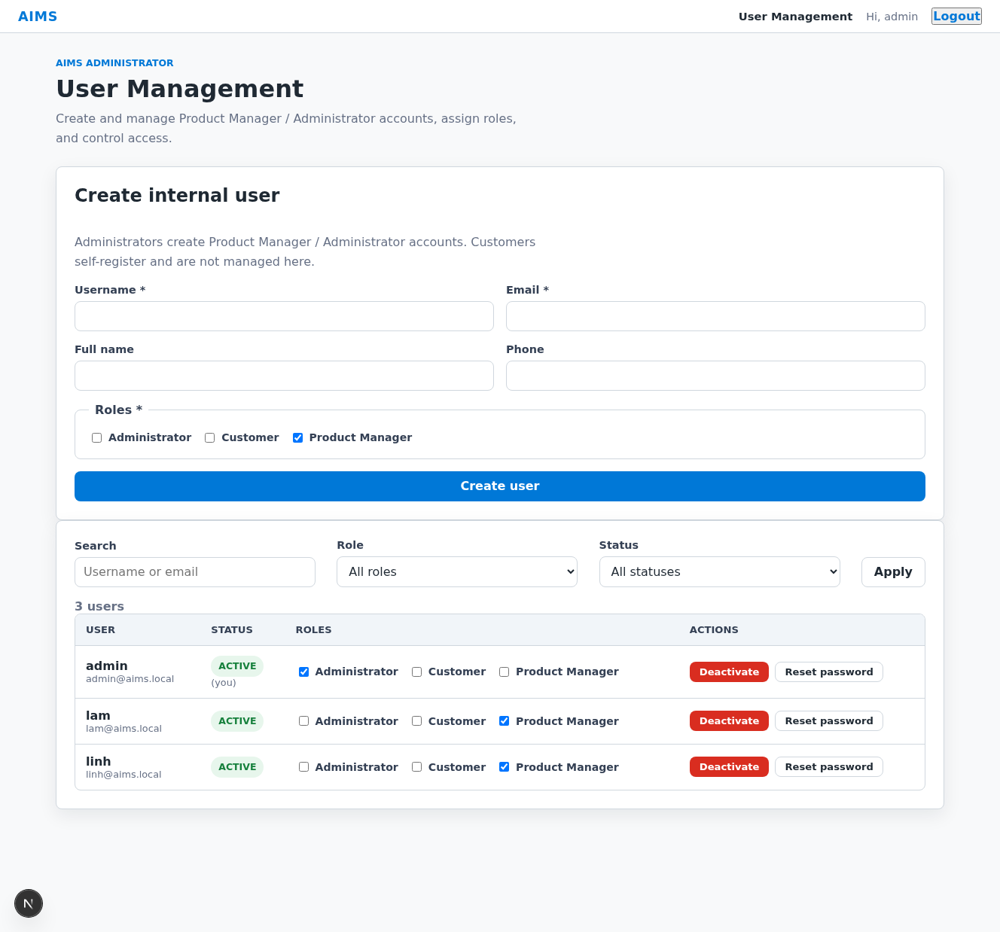 AIMS
User Management Hi, admin Logout
AIMS ADMINISTRATOR
User Management
Create and manage Product Manager / Administrator accounts, assign roles,
and control access.
Create internal user
Administrators create Product Manager / Administrator accounts. Customers
self-register and are not managed here.
Username * Email *
Full name Phone
Roles *
Administrator Customer Product Manager
Create user
Search Role Status
Username or email All roles All statuses Apply
3 users
USER STATUS ROLES ACTIONS
admin ACTIVE Administrator Customer Product Manager Deactivate Reset password
admin@aims.local (you)
lam ACTIVE Administrator Customer Product Manager Deactivate Reset password
lam@aims.local
linh ACTIVE Administrator Customer Product Manager Deactivate Reset password
linh@aims.local
N